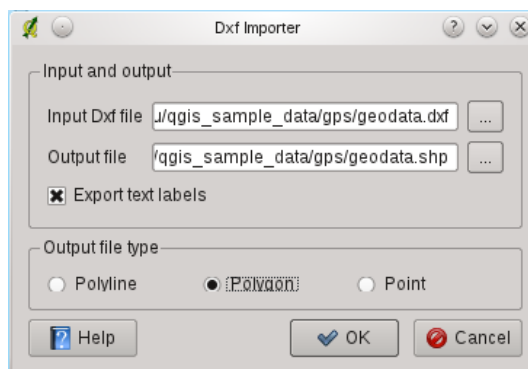 Dxf Importer
Input and output
Input Dxf file u/qgis_sample_data/gps/geodata.dxf ...
Output file /qgis_sample_data/gps/geodata.shp ...
Export text labels
Output file type
Polyline Polygon Point
Help OK Cancel